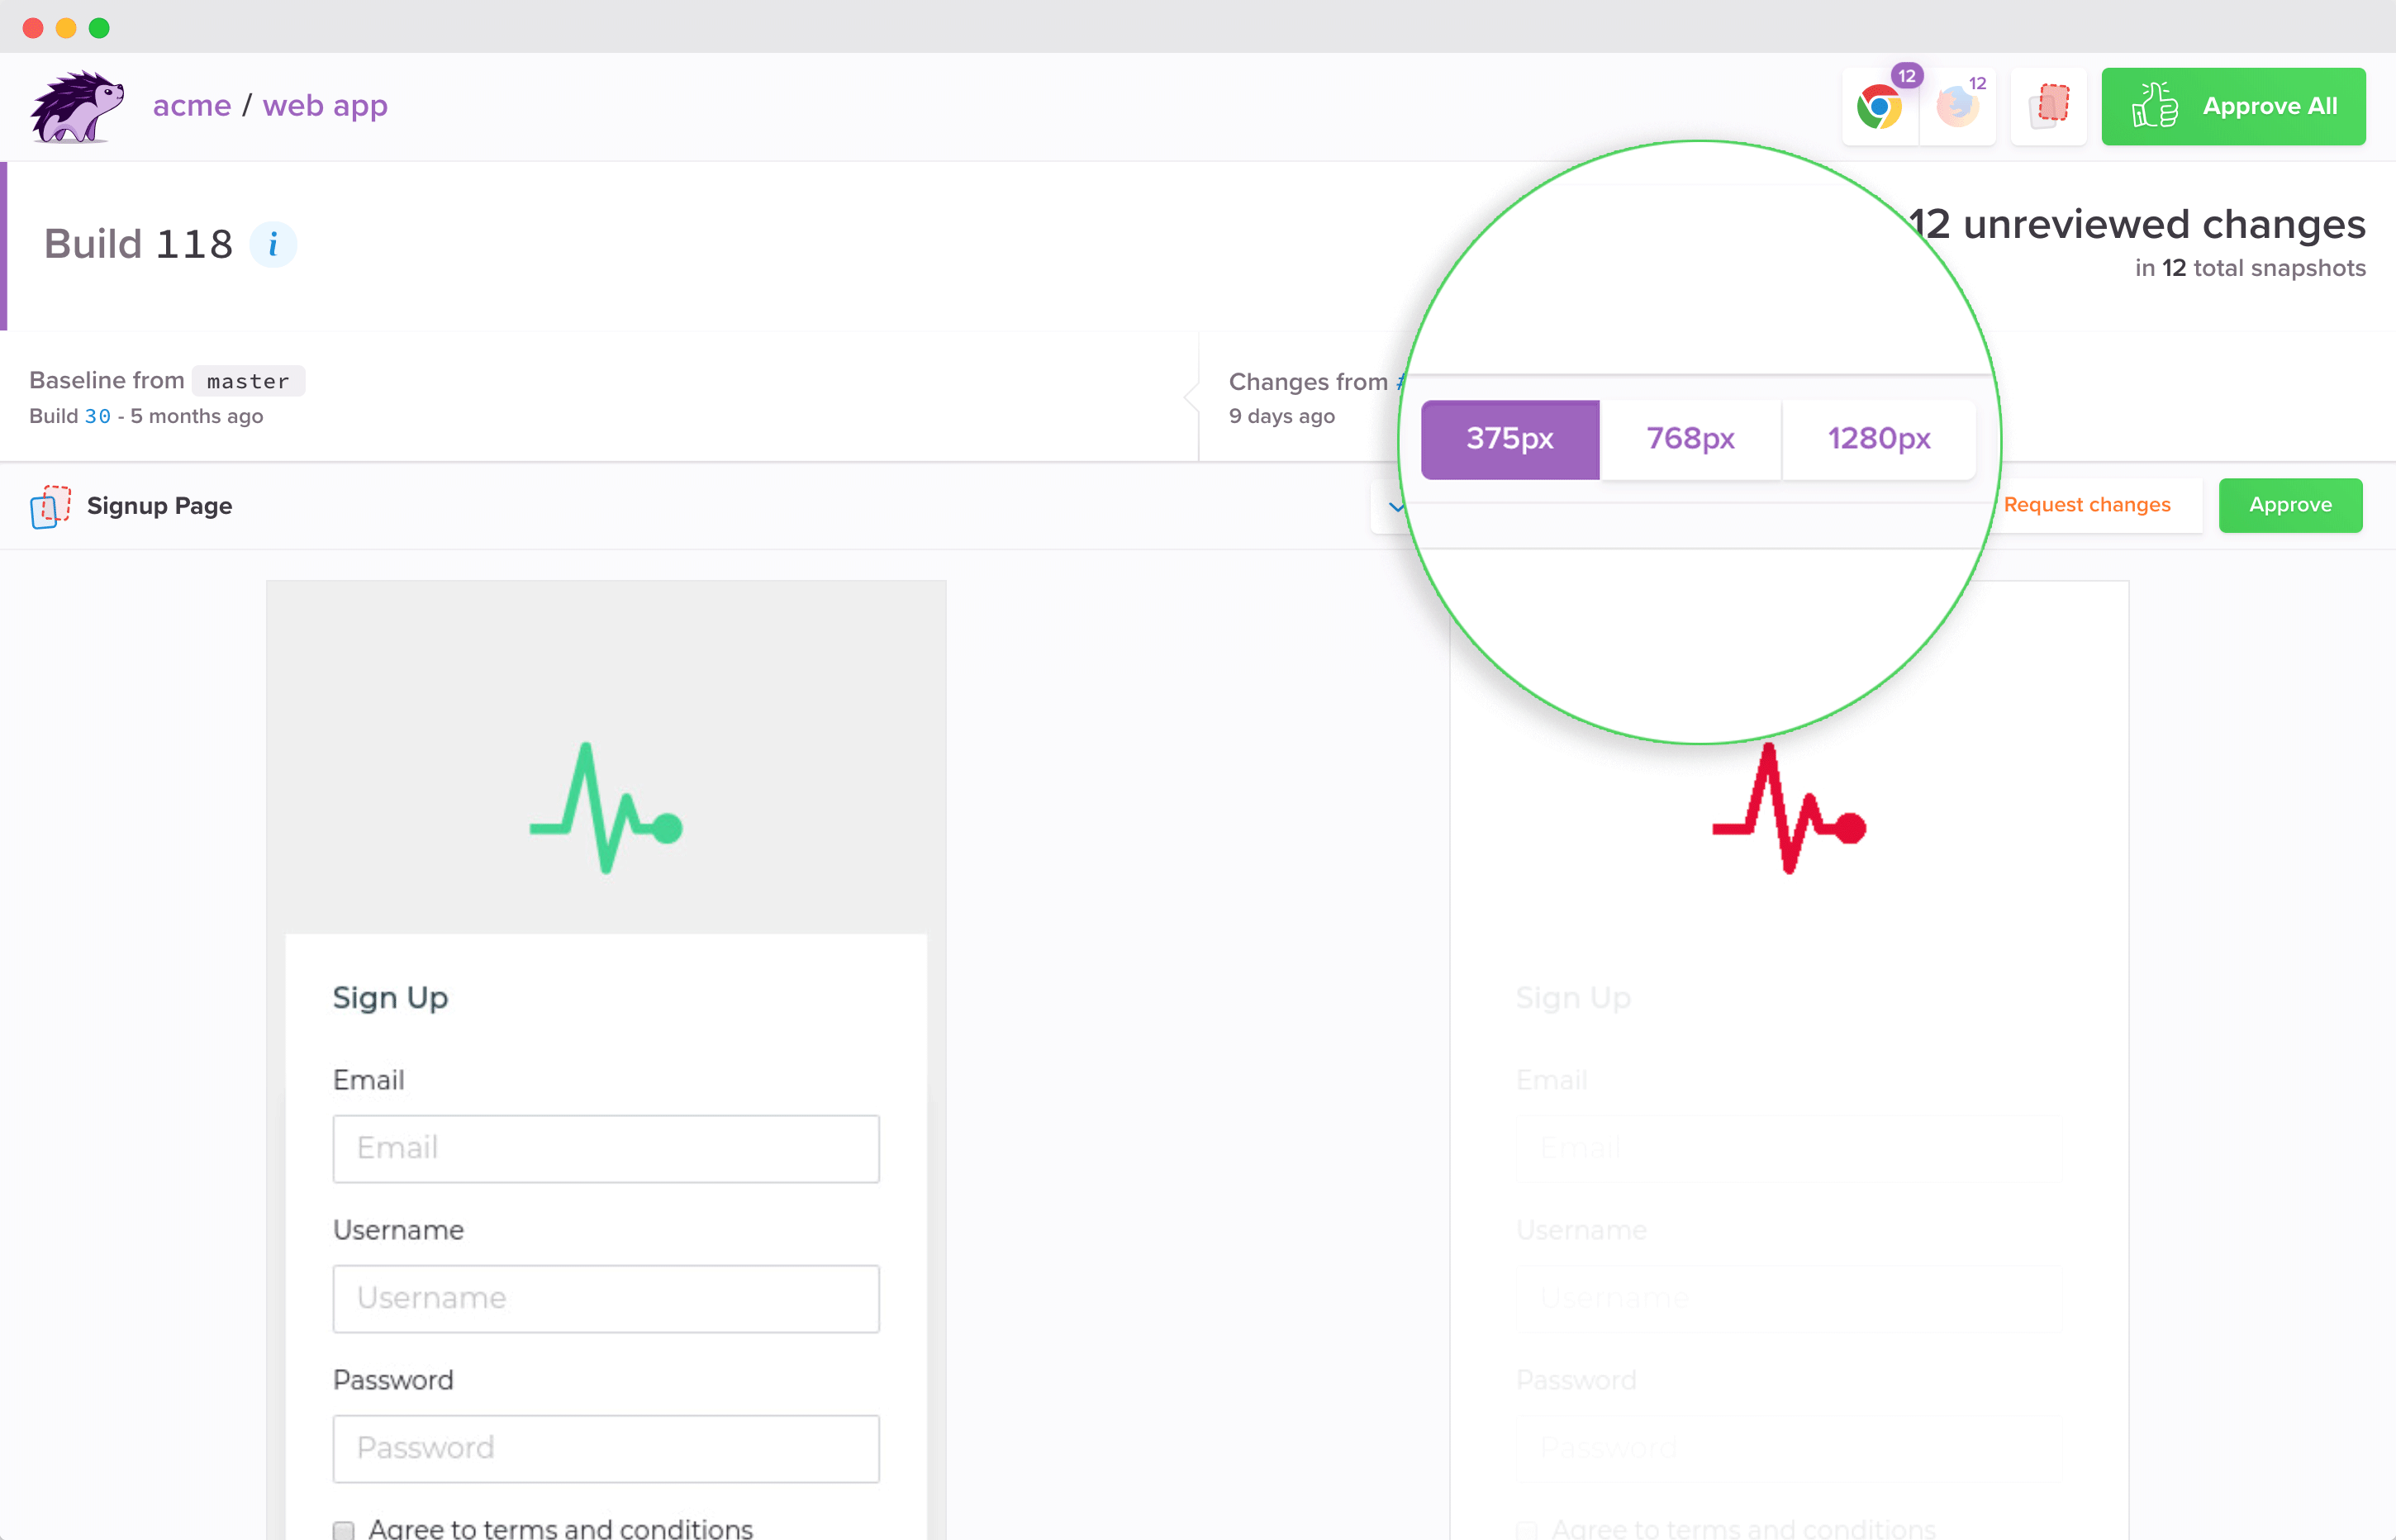 acme / web app
12
12
Approve All
Build 118 i
12 unreviewed changes
in 12 total snapshots
Baseline from master
Build 30 - 5 months ago
Changes from #
9 days ago
375px
768px
1280px
Signup Page
Request changes
Approve
Sign Up
Email
Email
Username
Username
Password
Password
Agree to terms and conditions
Sign Up
Email
Email
Username
Username
Password
Password
Agree to terms and conditions